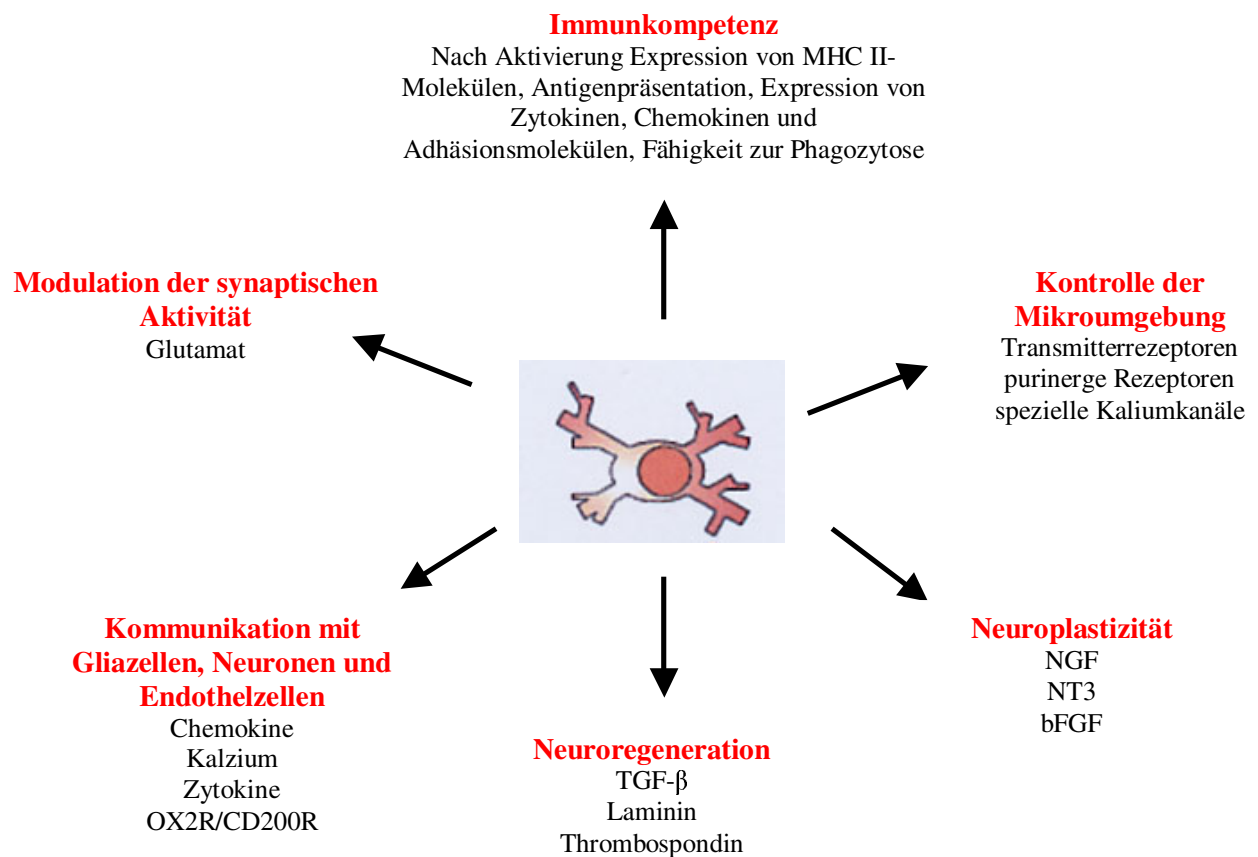 Immunkompetenz
Nach Aktivierung Expression von MHC II-
Molekülen, Antigenpräsentation, Expression von
Zytokinen, Chemokinen und
Adhäsionsmolekülen, Fähigkeit zur Phagozytose
Modulation der synaptischen
Aktivität
Glutamat
Kontrolle der
Mikroumgebung
Transmitterrezeptoren
purinerge Rezeptoren
spezielle Kaliumkanäle
Kommunikation mit
Gliazellen, Neuronen und
Endothelzellen
Chemokine
Kalzium
Zytokine
OX2R/CD200R
Neuroregeneration
TGF-β
Laminin
Thrombospondin
Neuroplastizität
NGF
NT3
bFGF